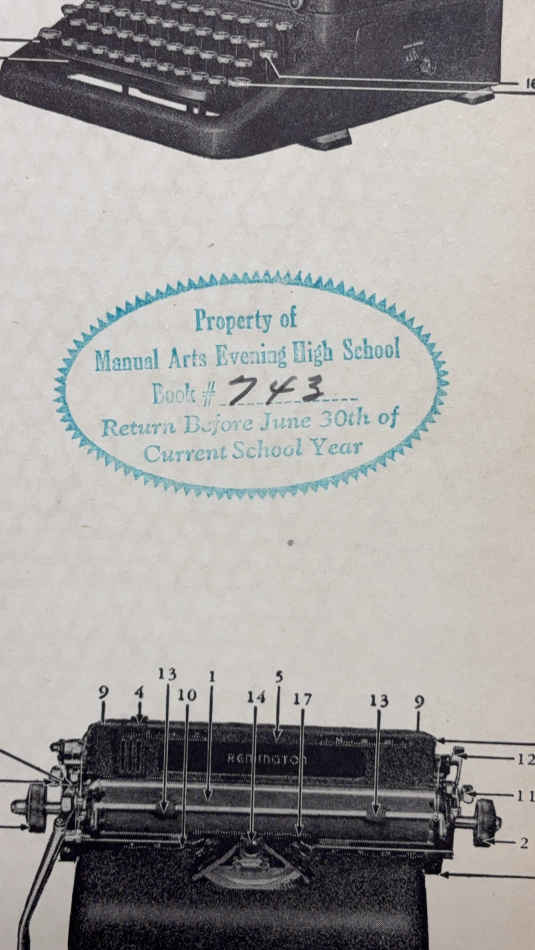 16
Property of
Manual Arts Evening High School
Book # 743
Return Before June 30th of
Current School Year
13 1 5
9 4 10 14 17 13 9
REMINGTON
12
11
2